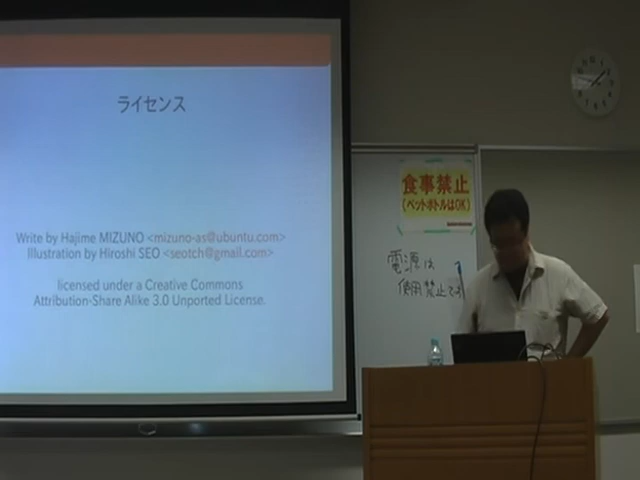 ライセンス
Write by Hajime MIZUNO <mizuno-as@ubuntu.com>
Illustration by Hiroshi SEO <seotch@gmail.com>
licensed under a Creative Commons
Attribution-Share Alike 3.0 Unported License.
食事禁止
(ペットボトルはOK)
電源は
使用禁止です